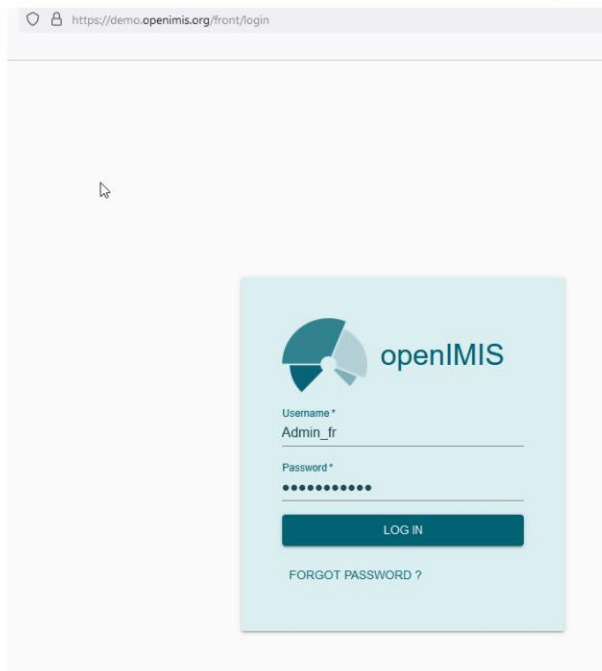 https://demo.openimis.org/front/login
openIMIS
Username *
Admin_fr
Password *
●●●●●●●●●●●
LOG IN
FORGOT PASSWORD ?